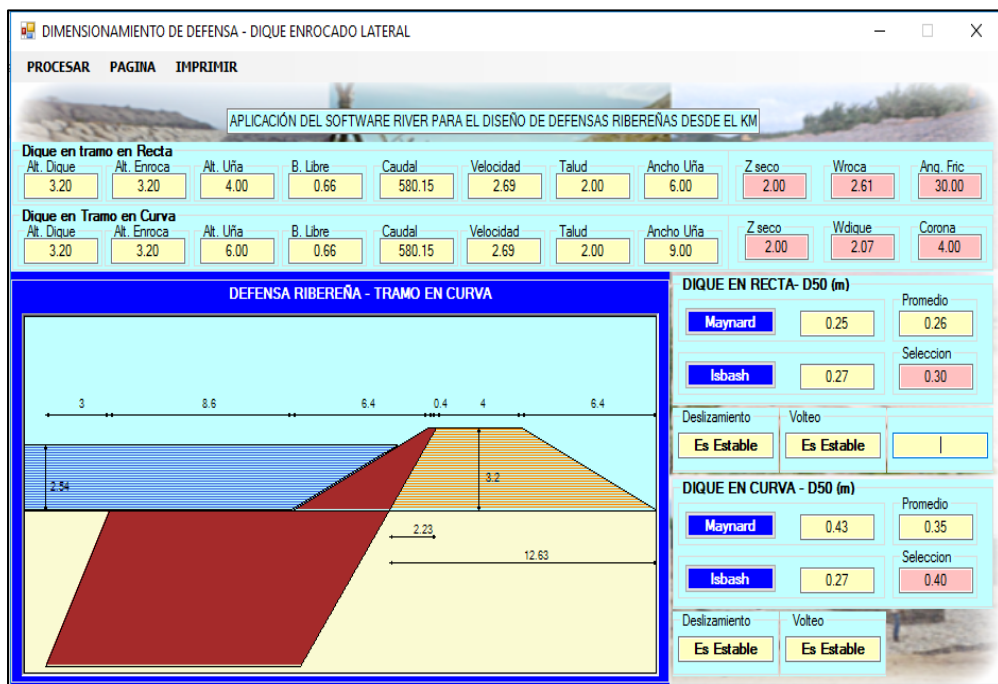 DIMENSIONAMIENTO DE DEFENSA - DIQUE ENROCADO LATERAL
PROCESAR PAGINA IMPRIMIR
APLICACIÓN DEL SOFTWARE RIVER PARA EL DISEÑO DE DEFENSAS RIBEREÑAS DESDE EL KM
Dique en tramo en Recta
Alt. Dique Alt. Enroca Alt. Uña B. Libre Caudal Velocidad Talud Ancho Uña Z seco Wroca Ang. Fric
3.20 3.20 4.00 0.66 580.15 2.69 2.00 6.00 2.00 2.61 30.00
Dique en Tramo en Curva
Alt. Dique Alt. Enroca Alt. Uña B. Libre Caudal Velocidad Talud Ancho Uña Z seco Wdique Corona
3.20 3.20 6.00 0.66 580.15 2.69 2.00 9.00 2.00 2.07 4.00
DEFENSA RIBEREÑA - TRAMO EN CURVA
3 8.6 6.4 0.4 4 6.4
2.54
3.2
2.23
12.63
DIQUE EN RECTA- D50 (m)
Promedio
Maynard 0.25 0.26
Seleccion
Isbash 0.27 0.30
Deslizamiento Volteo
Es Estable Es Estable
DIQUE EN CURVA - D50 (m)
Promedio
Maynard 0.43 0.35
Seleccion
Isbash 0.27 0.40
Deslizamiento Volteo
Es Estable Es Estable